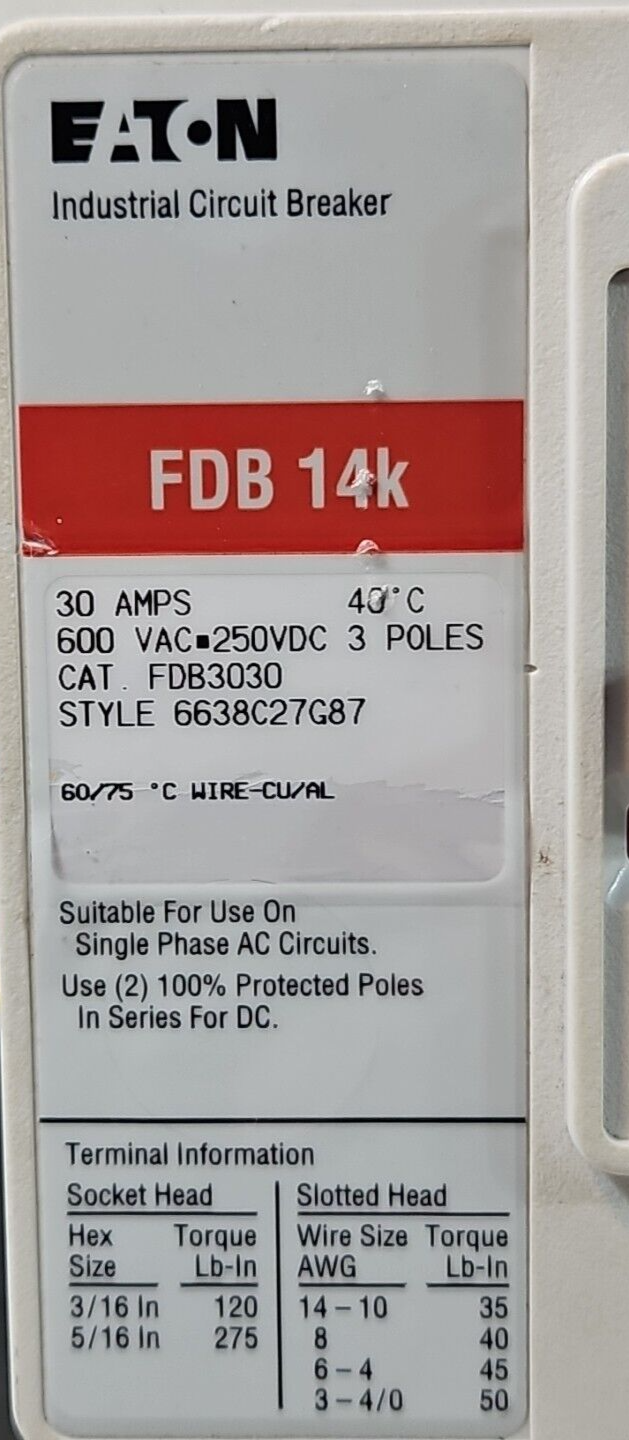 EATON
Industrial Circuit Breaker
FDB 14k
30 AMPS 40°C
600 VAC■250VDC 3 POLES
CAT. FDB3030
STYLE 6638C27G87
60/75 °C WIRE-CU/AL
Suitable For Use On
Single Phase AC Circuits.
Use (2) 100% Protected Poles
In Series For DC.
Terminal Information
Socket Head Slotted Head
Hex Torque Wire Size Torque
Size Lb-In AWG Lb-In
3/16 In 120 14 – 10 35
5/16 In 275 8 40
6 – 4 45
3 – 4/0 50